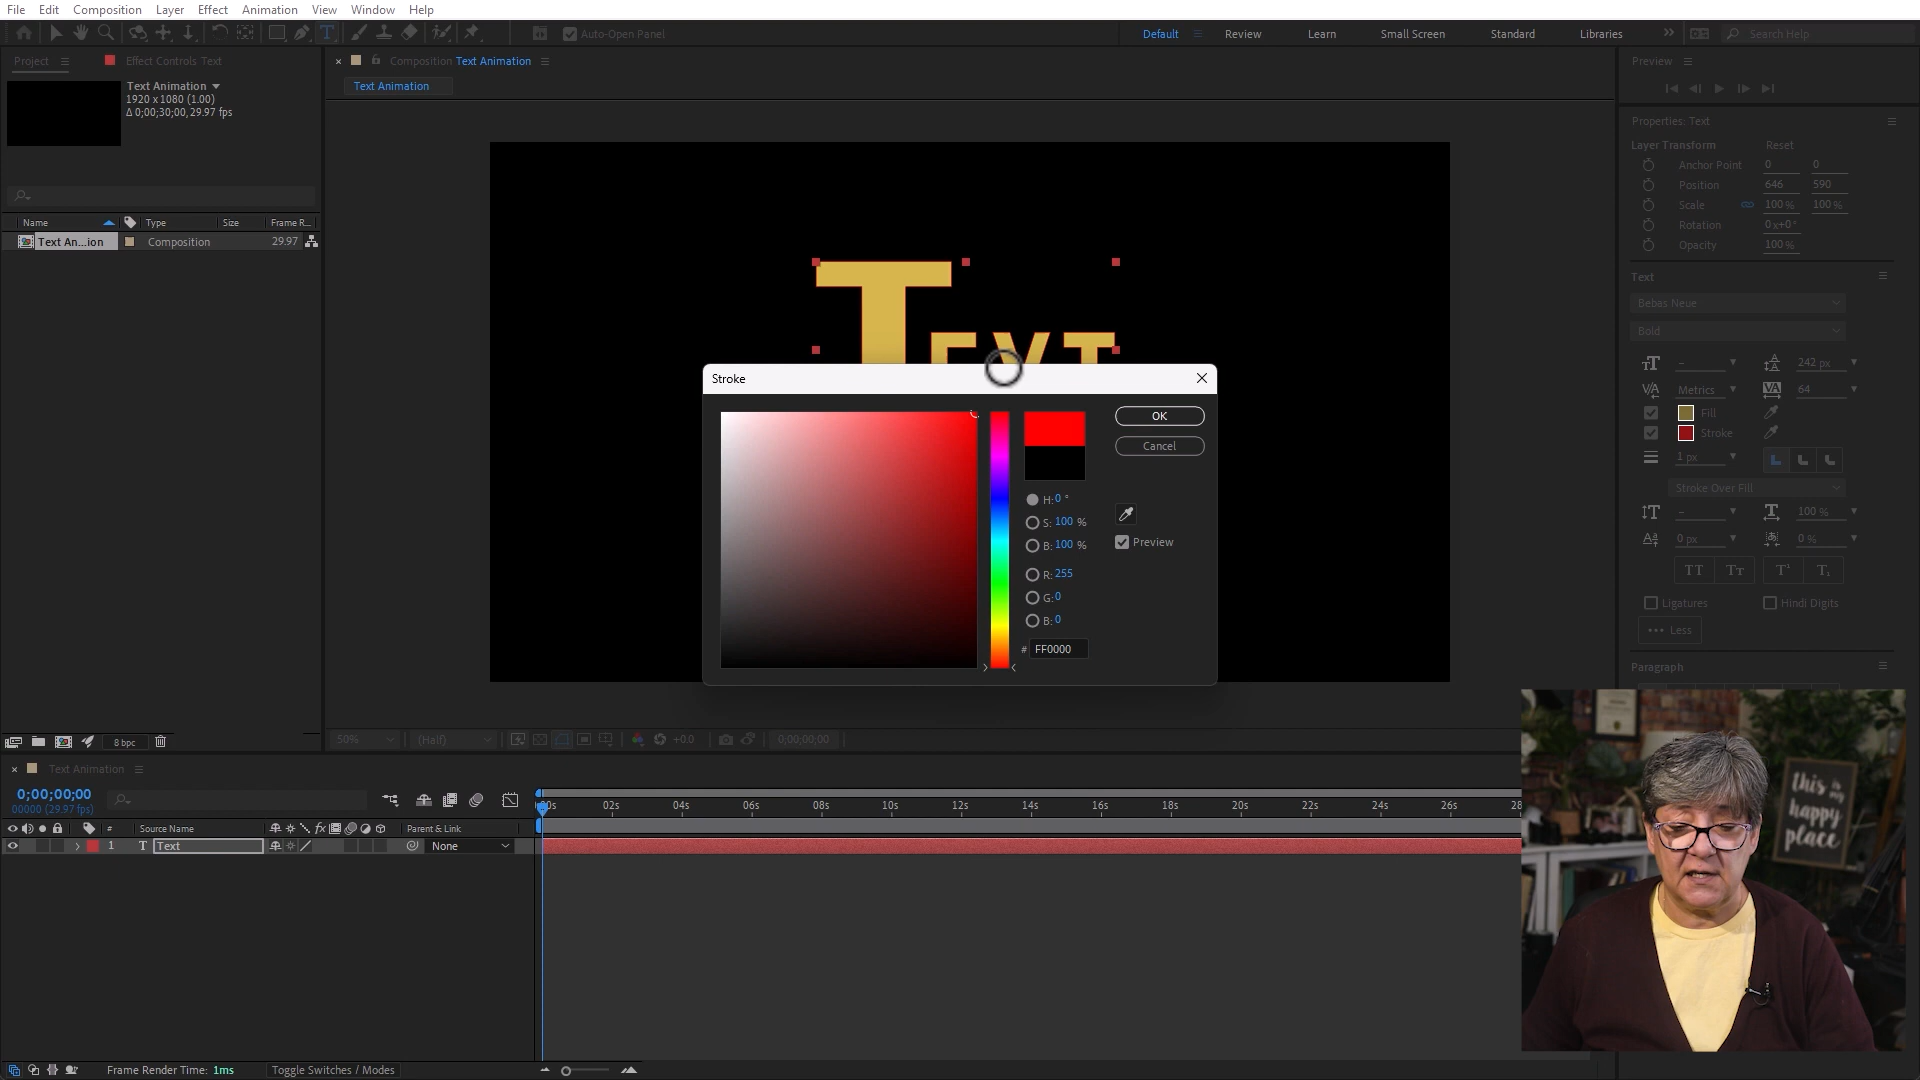 File Edit Composition Layer Effect Animation View Window Help
Auto-Open Panel
Default Review Learn Small Screen Standard Libraries Search Help
Project Effect Controls Text
Composition Text Animation
Preview
Text Animation
1920 x 1080 (1.00)
Δ 0;00;30;00, 29.97 fps
Text Animation
Properties: Text
Layer Transform Reset
Anchor Point 0 0
Position 646 590
Scale 100 % 100 %
Rotation 0x+0°
Opacity 100 %
Name Type Size Frame R...
Text An...ion Composition 29.97
TEXT
Text
Bebas Neue
Bold
242 px
Metrics 64
Fill
Stroke
1 px
Stroke Over Fill
100 %
0 px 0 %
Ligatures Hindi Digits
Less
Paragraph
Stroke
OK
Cancel
H: 0 °
S: 100 %
B: 100 %
R: 255
G: 0
B: 0
# FF0000
Preview
8 bpc
50% (Half) +0.0 0;00;00;00
Text Animation
0;00;00;00
00000 (29.97 fps)
00s 02s 04s 06s 08s 10s 12s 14s 16s 18s 20s 22s 24s 26s 28
# Source Name fx Parent & Link
1 T Text None
this is my
happy
place
Frame Render Time: 1ms Toggle Switches / Modes